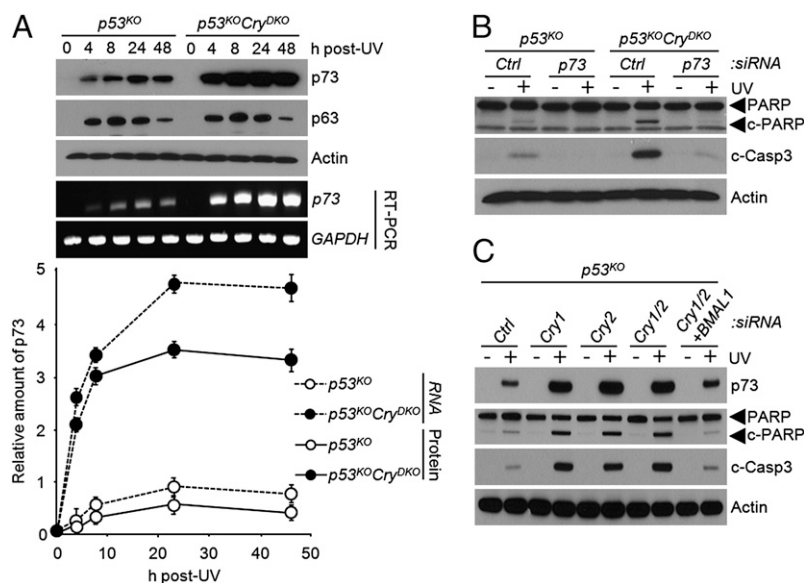 A
p53KO p53KOCryDKO
0 4 8 24 48 0 4 8 24 48 h post-UV
p73
p63
Actin
p73
GAPDH
RT-PCR
Relative amount of p73
5
4
3
2
1
0
0 10 20 30 40 50
h post-UV
p53KO
p53KOCryDKO
RNA
p53KO
p53KOCryDKO
Protein
B
p53KO p53KOCryDKO
Ctrl p73 Ctrl p73 :siRNA
- + - + - + - + UV
PARP
c-PARP
c-Casp3
Actin
C
p53KO
Ctrl Cry1 Cry2 Cry1/2 Cry1/2 +BMAL1 :siRNA
- + - + - + - + - + UV
p73
PARP
c-PARP
c-Casp3
Actin